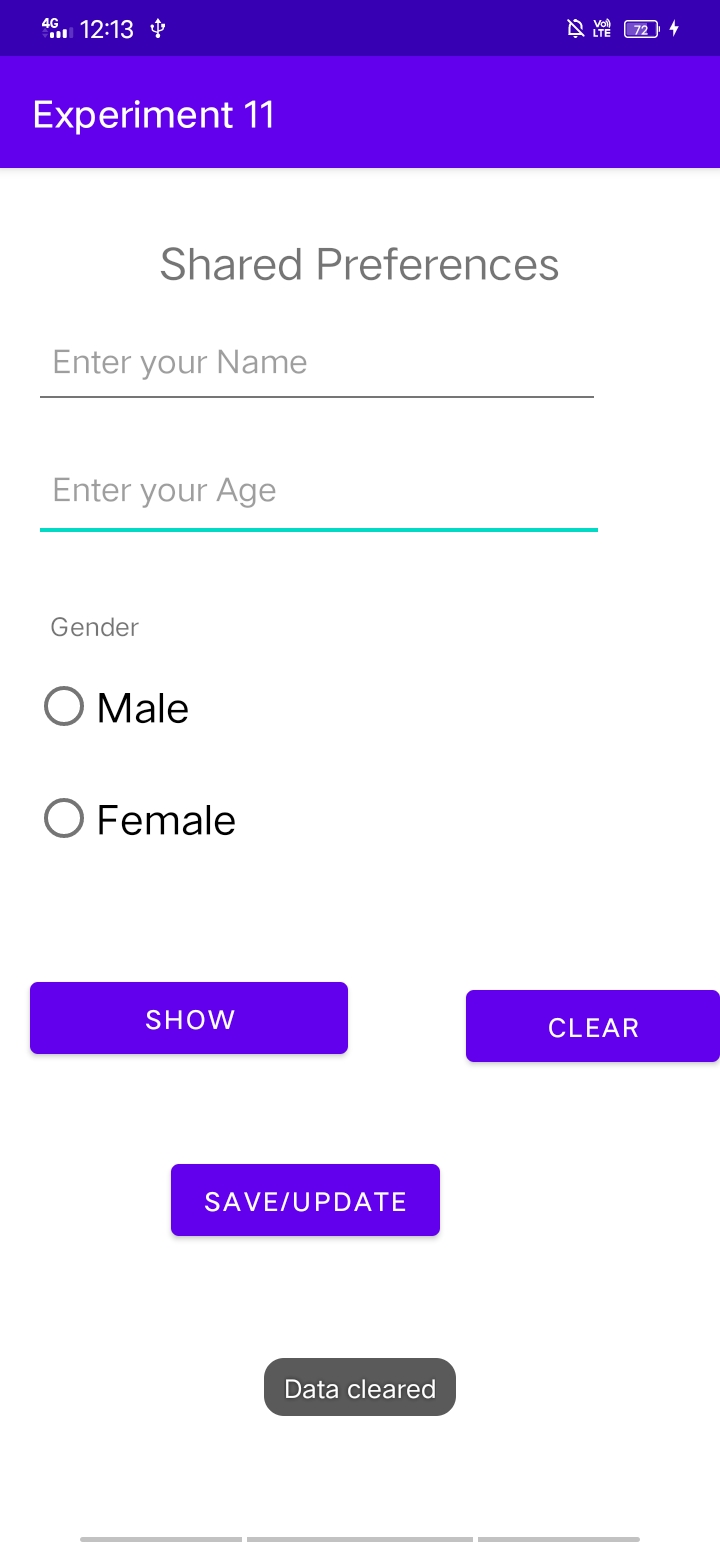 4G 12:13 Vo) LTE 72
Experiment 11
Shared Preferences
Enter your Name
Enter your Age
Gender
Male
Female
SHOW
CLEAR
SAVE/UPDATE
Data cleared